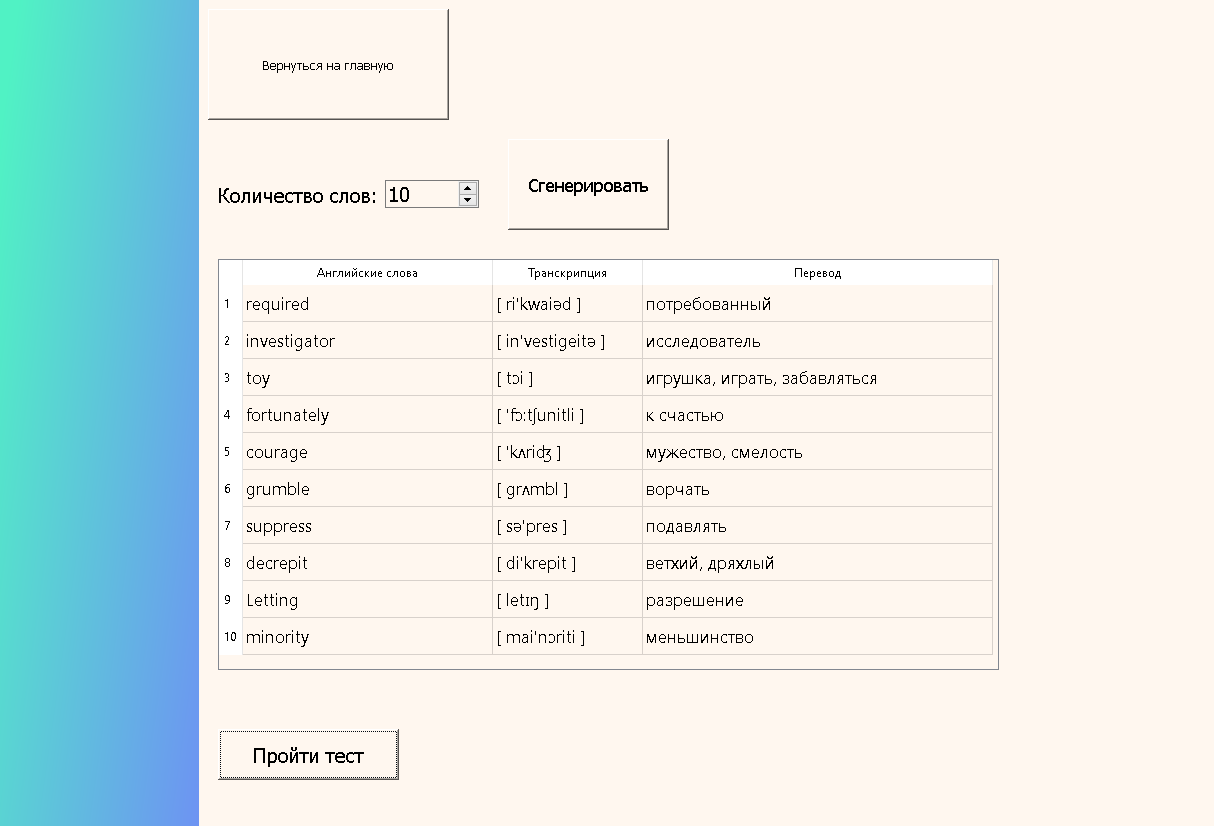 Вернуться на главную
Количество слов: 10 Сгенерировать
Английские слова Транскрипция Перевод
1 required [ ri'kwaiəd ] потребованный
2 investigator [ in'vestigeitə ] исследователь
3 toy [ tɔi ] игрушка, играть, забавляться
4 fortunately [ 'fɔ:tʃunitli ] к счастью
5 courage [ 'kʌriʤ ] мужество, смелость
6 grumble [ grʌmbl ] ворчать
7 suppress [ sə'pres ] подавлять
8 decrepit [ di'krepit ] ветхий, дряхлый
9 Letting [ letɪŋ ] разрешение
10 minority [ mai'nɔriti ] меньшинство
Пройти тест